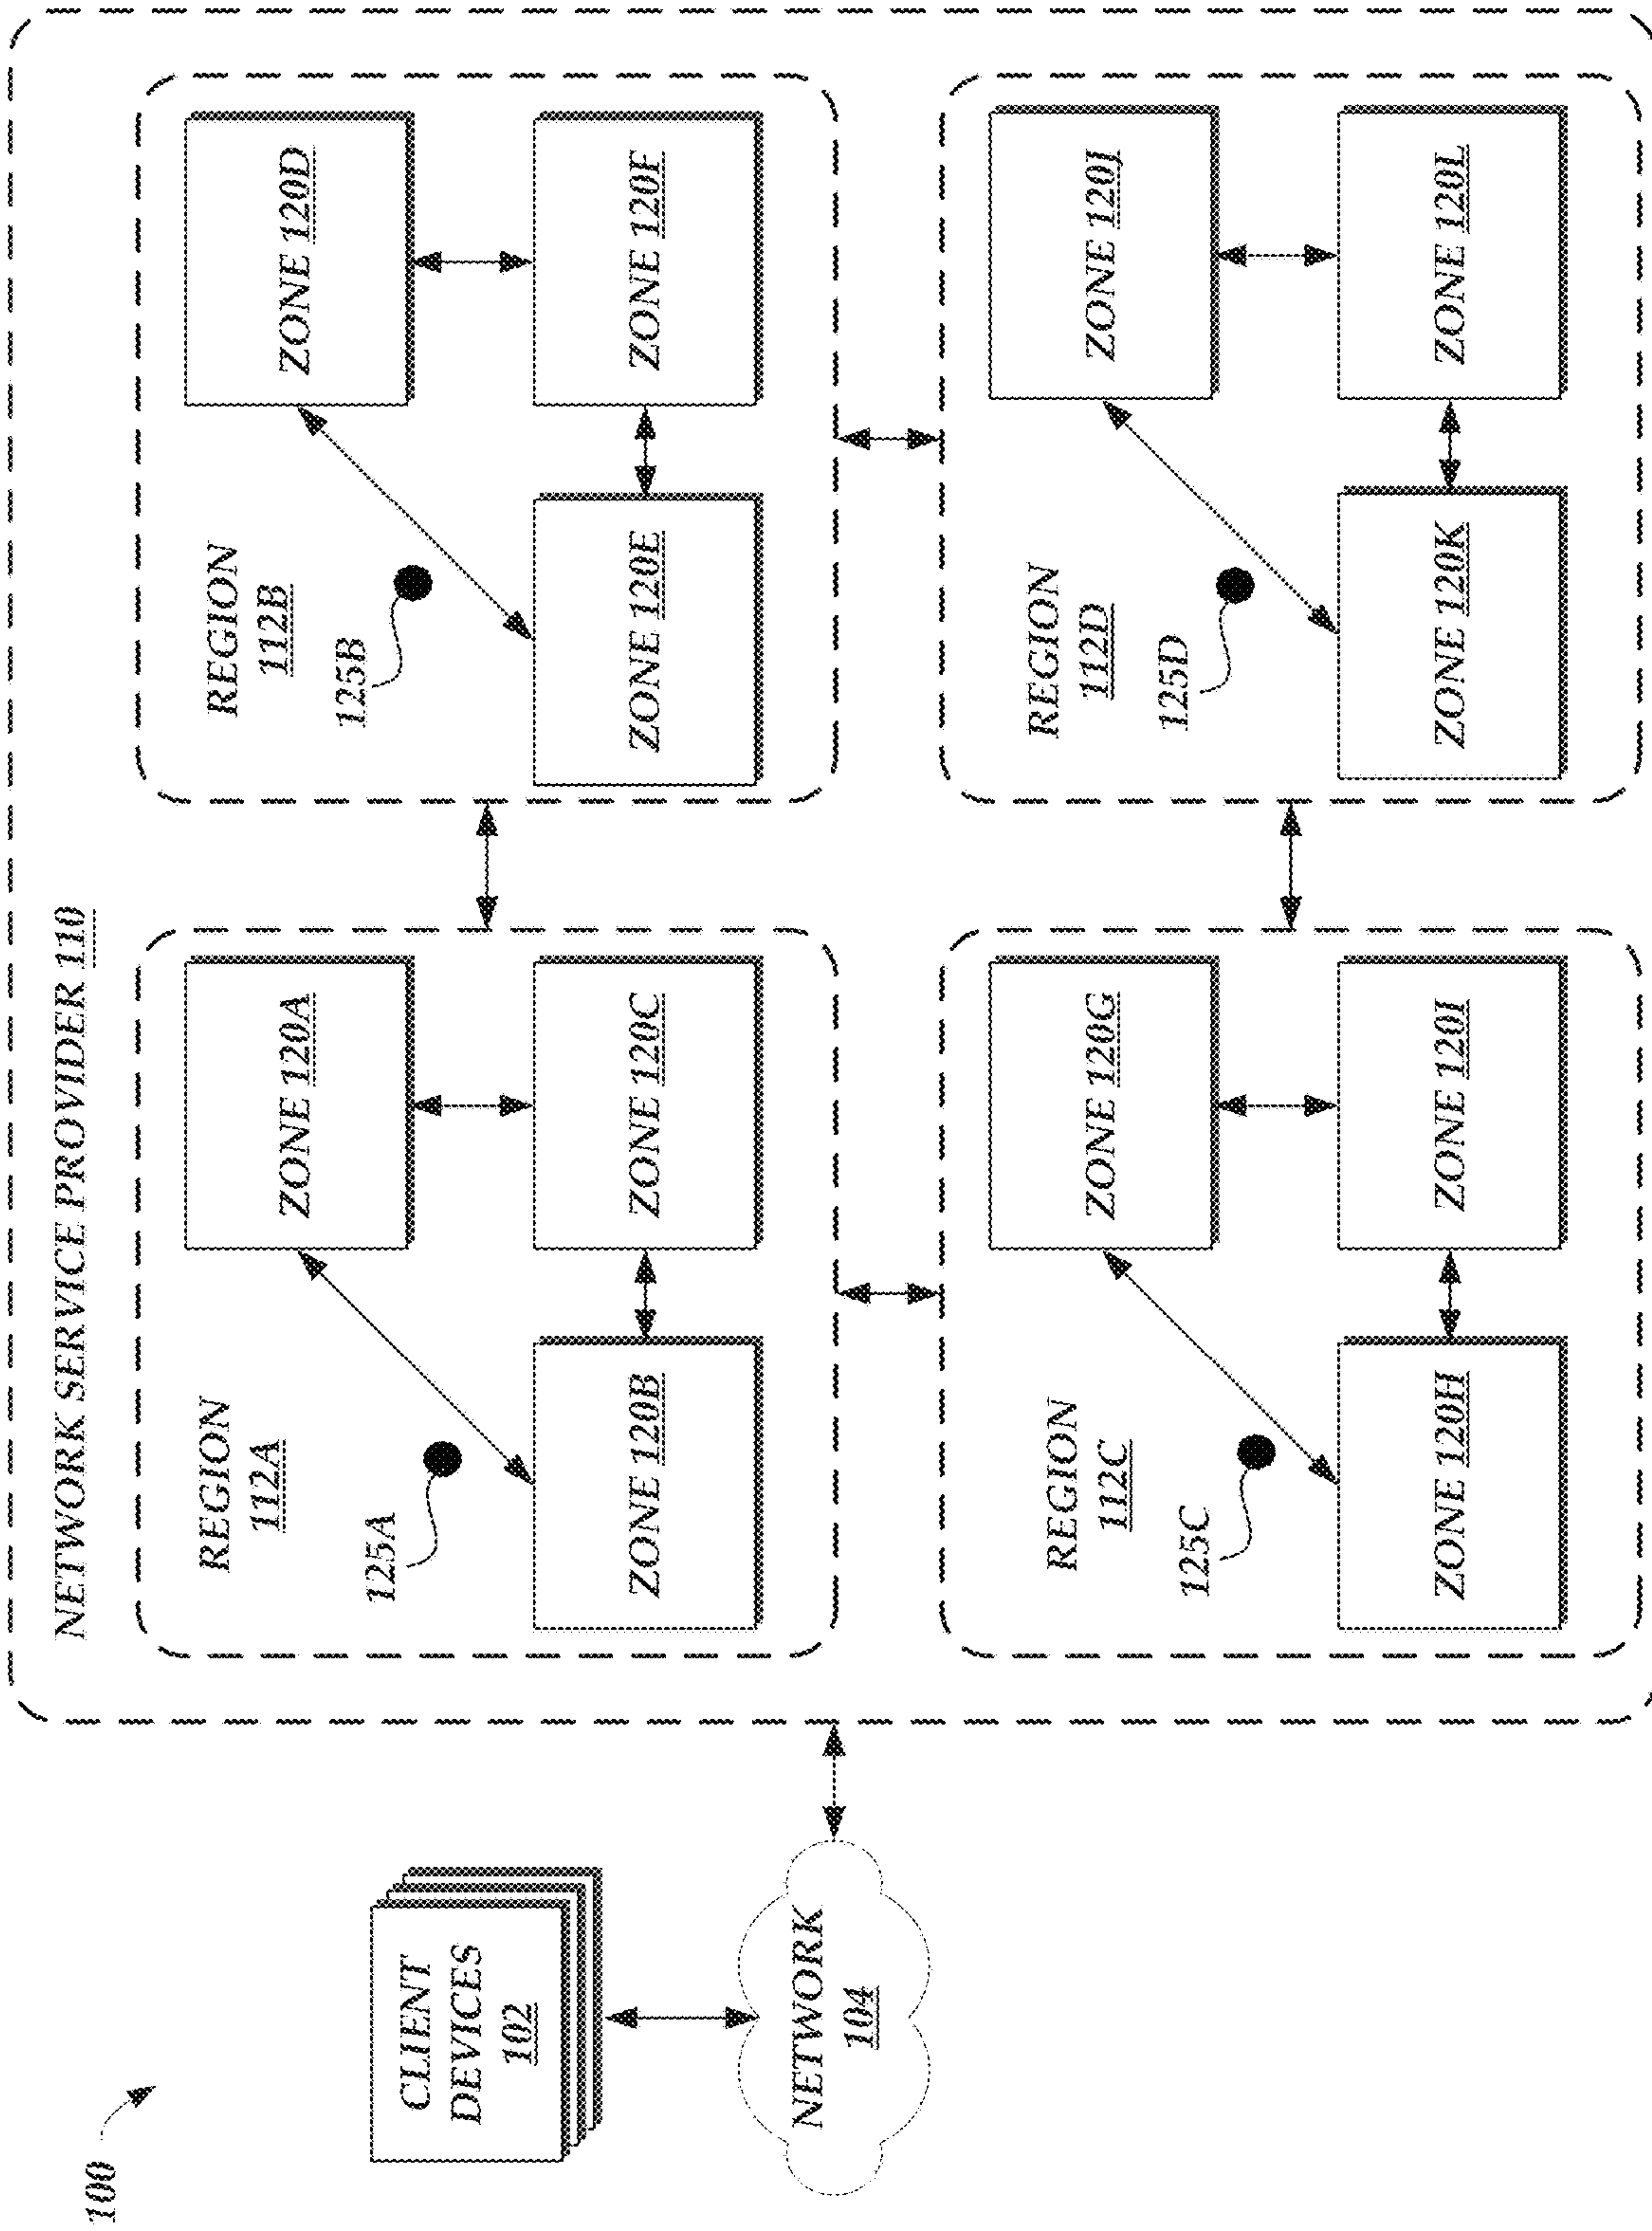 100
CLIENT
DEVICES
102
NETWORK
104
NETWORK SERVICE PROVIDER 110
REGION
112A
125A
ZONE 120A
ZONE 120B
ZONE 120C
REGION
112B
125B
ZONE 120D
ZONE 120E
ZONE 120F
REGION
112C
125C
ZONE 120G
ZONE 120H
ZONE 120I
REGION
112D
125D
ZONE 120J
ZONE 120K
ZONE 120L